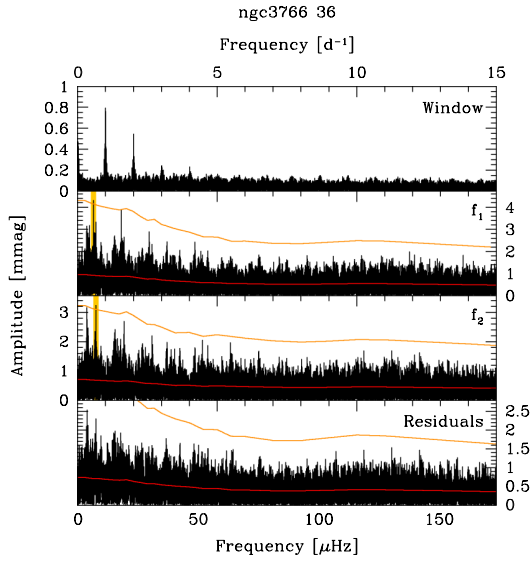 ngc3766 36
Frequency [d⁻¹]
0 5 10 15
1
0.8
0.6
0.4
0.2
0
Window
4
3
2
1
0
f₁
3
2
1
0
f₂
2.5
2
1.5
1
0.5
0
Residuals
Amplitude [mmag]
0 50 100 150
Frequency [μHz]